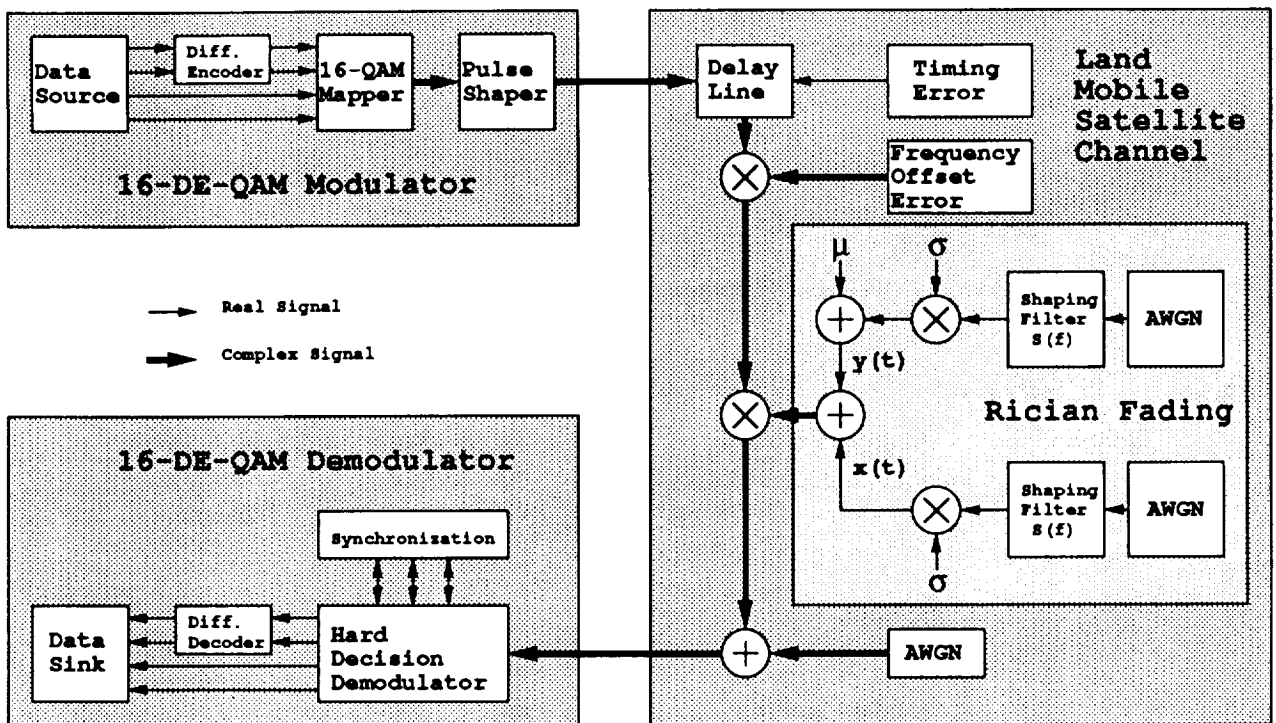 Data
Source
Diff.
Encoder
16-QAM
Mapper
Pulse
Shaper
16-DE-QAM Modulator
Real Signal
Complex Signal
Delay
Line
Timing
Error
Land
Mobile
Satellite
Channel
Frequency
Offset
Error
μ
σ
Shaping
Filter
S(f)
AWGN
y(t)
Rician Fading
x(t)
Shaping
Filter
S(f)
AWGN
σ
AWGN
16-DE-QAM Demodulator
Synchronization
Data
Sink
Diff.
Decoder
Hard
Decision
Demodulator